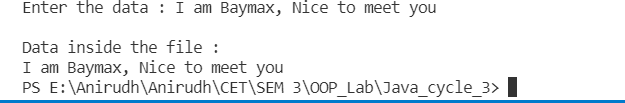 Enter the data : I am Baymax, Nice to meet you
Data inside the file :
I am Baymax, Nice to meet you
PS E:\Anirudh\Anirudh\CET\SEM 3\OOP_Lab\Java_cycle_3>